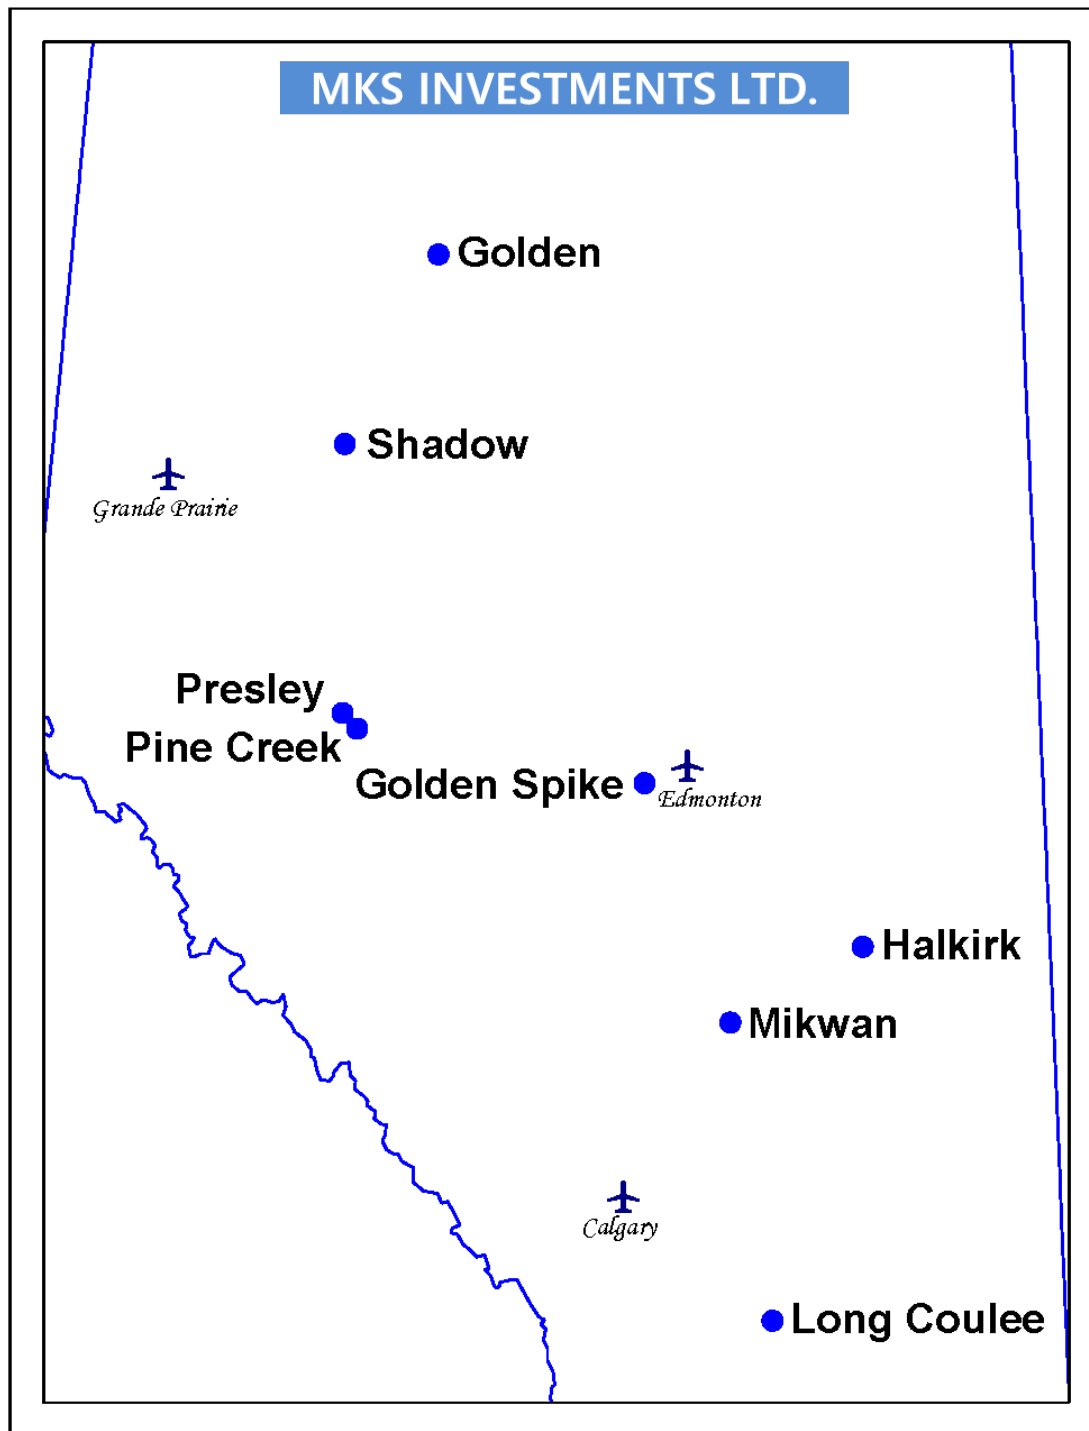 MKS INVESTMENTS LTD.
Golden
Shadow
Grande Prairie
Presley
Pine Creek
Golden Spike
Edmonton
Halkirk
Mikwan
Calgary
Long Coulee